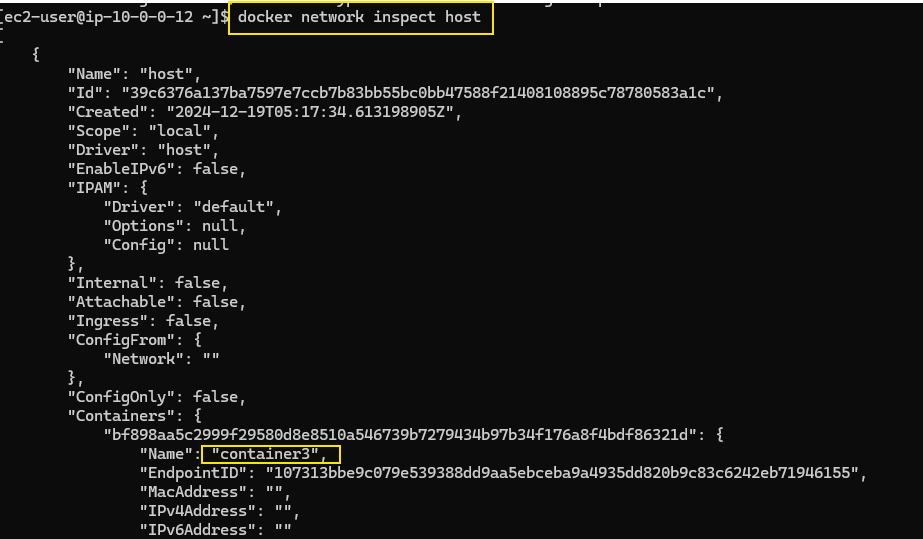 [ec2-user@ip-10-0-0-12 ~]$ docker network inspect host
[
    {
        "Name": "host",
        "Id": "39c6376a137ba7597e7ccb7b83bb55bc0bb47588f21408108895c78780583a1c",
        "Created": "2024-12-19T05:17:34.613198905Z",
        "Scope": "local",
        "Driver": "host",
        "EnableIPv6": false,
        "IPAM": {
            "Driver": "default",
            "Options": null,
            "Config": null
        },
        "Internal": false,
        "Attachable": false,
        "Ingress": false,
        "ConfigFrom": {
            "Network": ""
        },
        "ConfigOnly": false,
        "Containers": {
            "bf898aa5c2999f29580d8e8510a546739b7279434b97b34f176a8f4bdf86321d": {
                "Name": "container3",
                "EndpointID": "107313bbe9c079e539388dd9aa5ebceba9a4935dd820b9c83c6242eb71946155",
                "MacAddress": "",
                "IPv4Address": "",
                "IPv6Address": ""